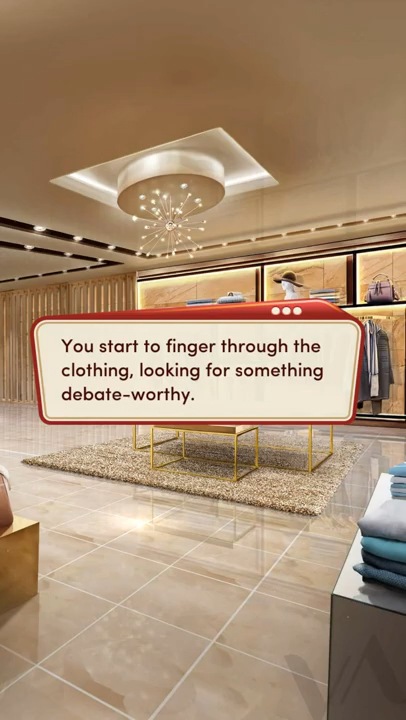 You start to finger through the
clothing, looking for something
debate-worthy.